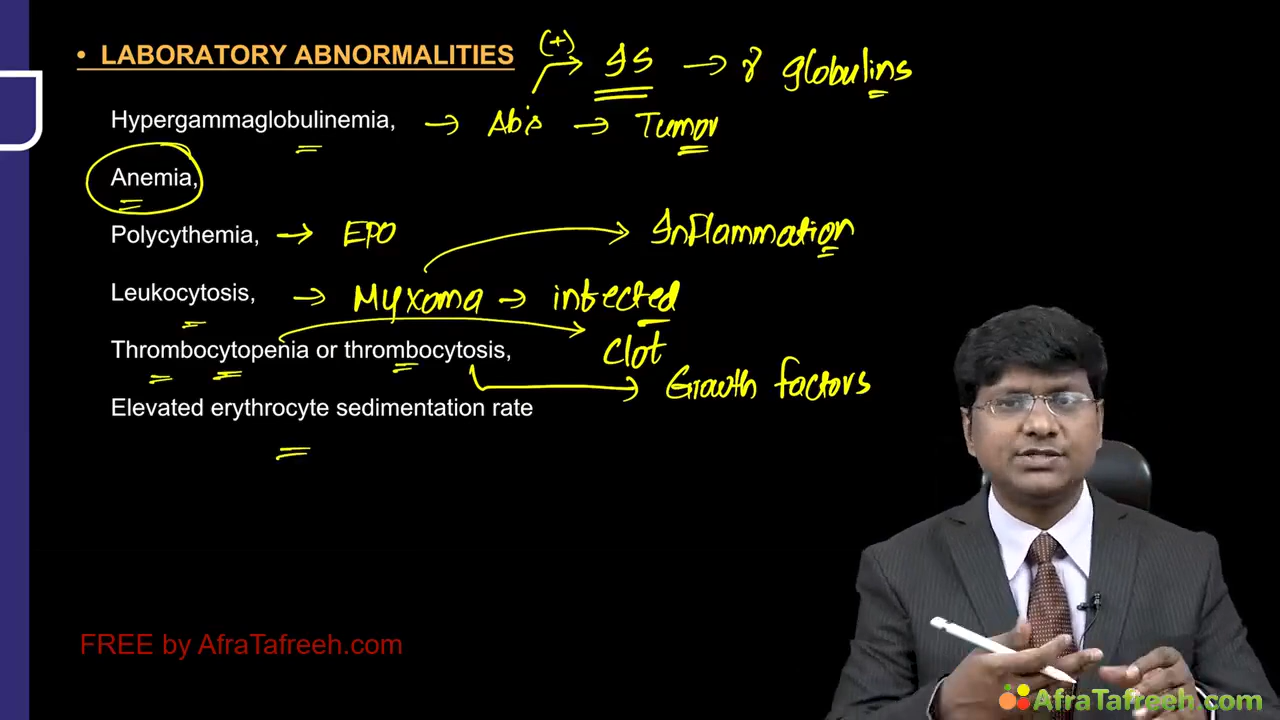 • LABORATORY ABNORMALITIES (+) IS → γ globulins
Hypergammaglobulinemia, → Ab's → Tumor
Anemia,
Polycythemia, → EPO → Inflammation
Leukocytosis, → Myxoma → infected
Thrombocytopenia or thrombocytosis, clot
Growth factors
Elevated erythrocyte sedimentation rate
FREE by AfraTafreeh.com
AfraTafreeh.com